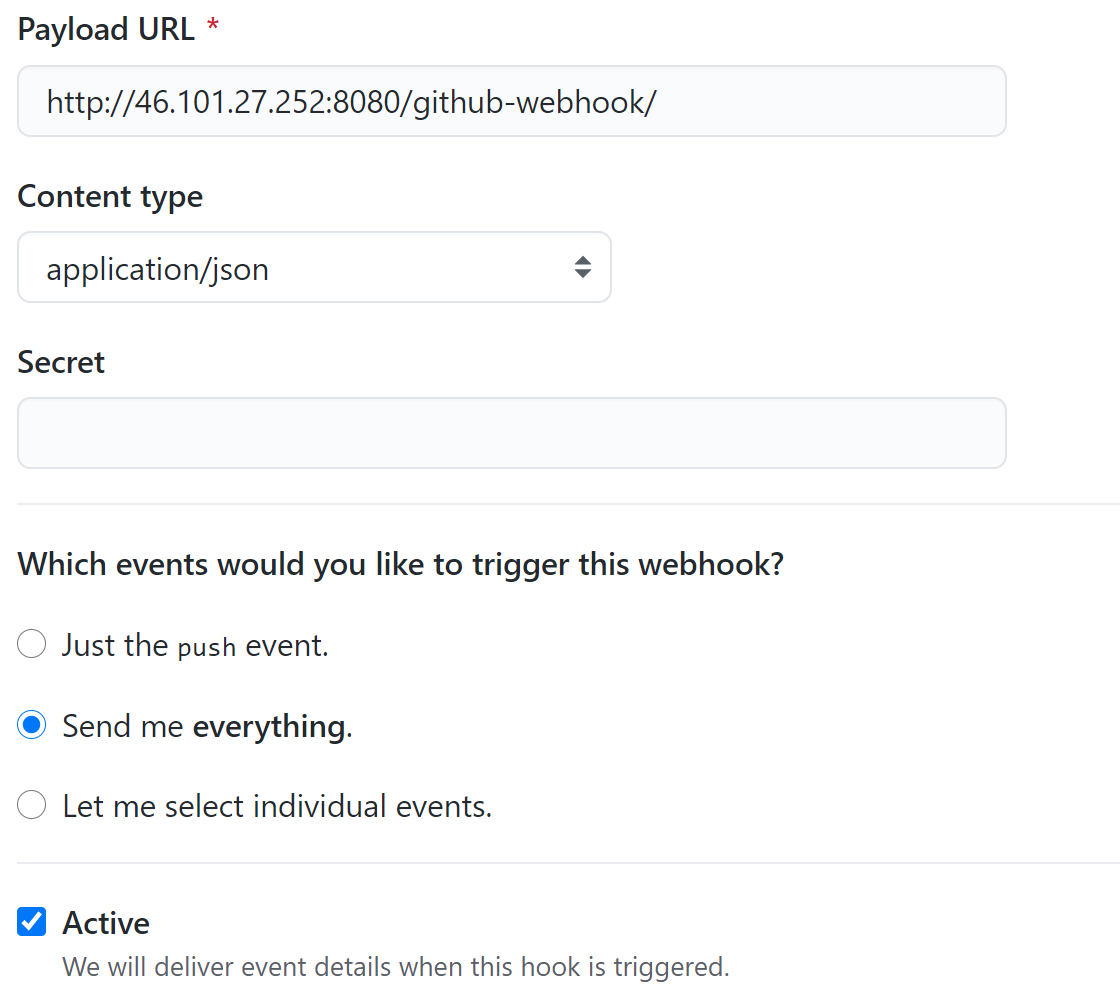 Payload URL *
http://46.101.27.252:8080/github-webhook/
Content type
application/json
Secret
Which events would you like to trigger this webhook?
Just the push event.
Send me everything.
Let me select individual events.
Active
We will deliver event details when this hook is triggered.